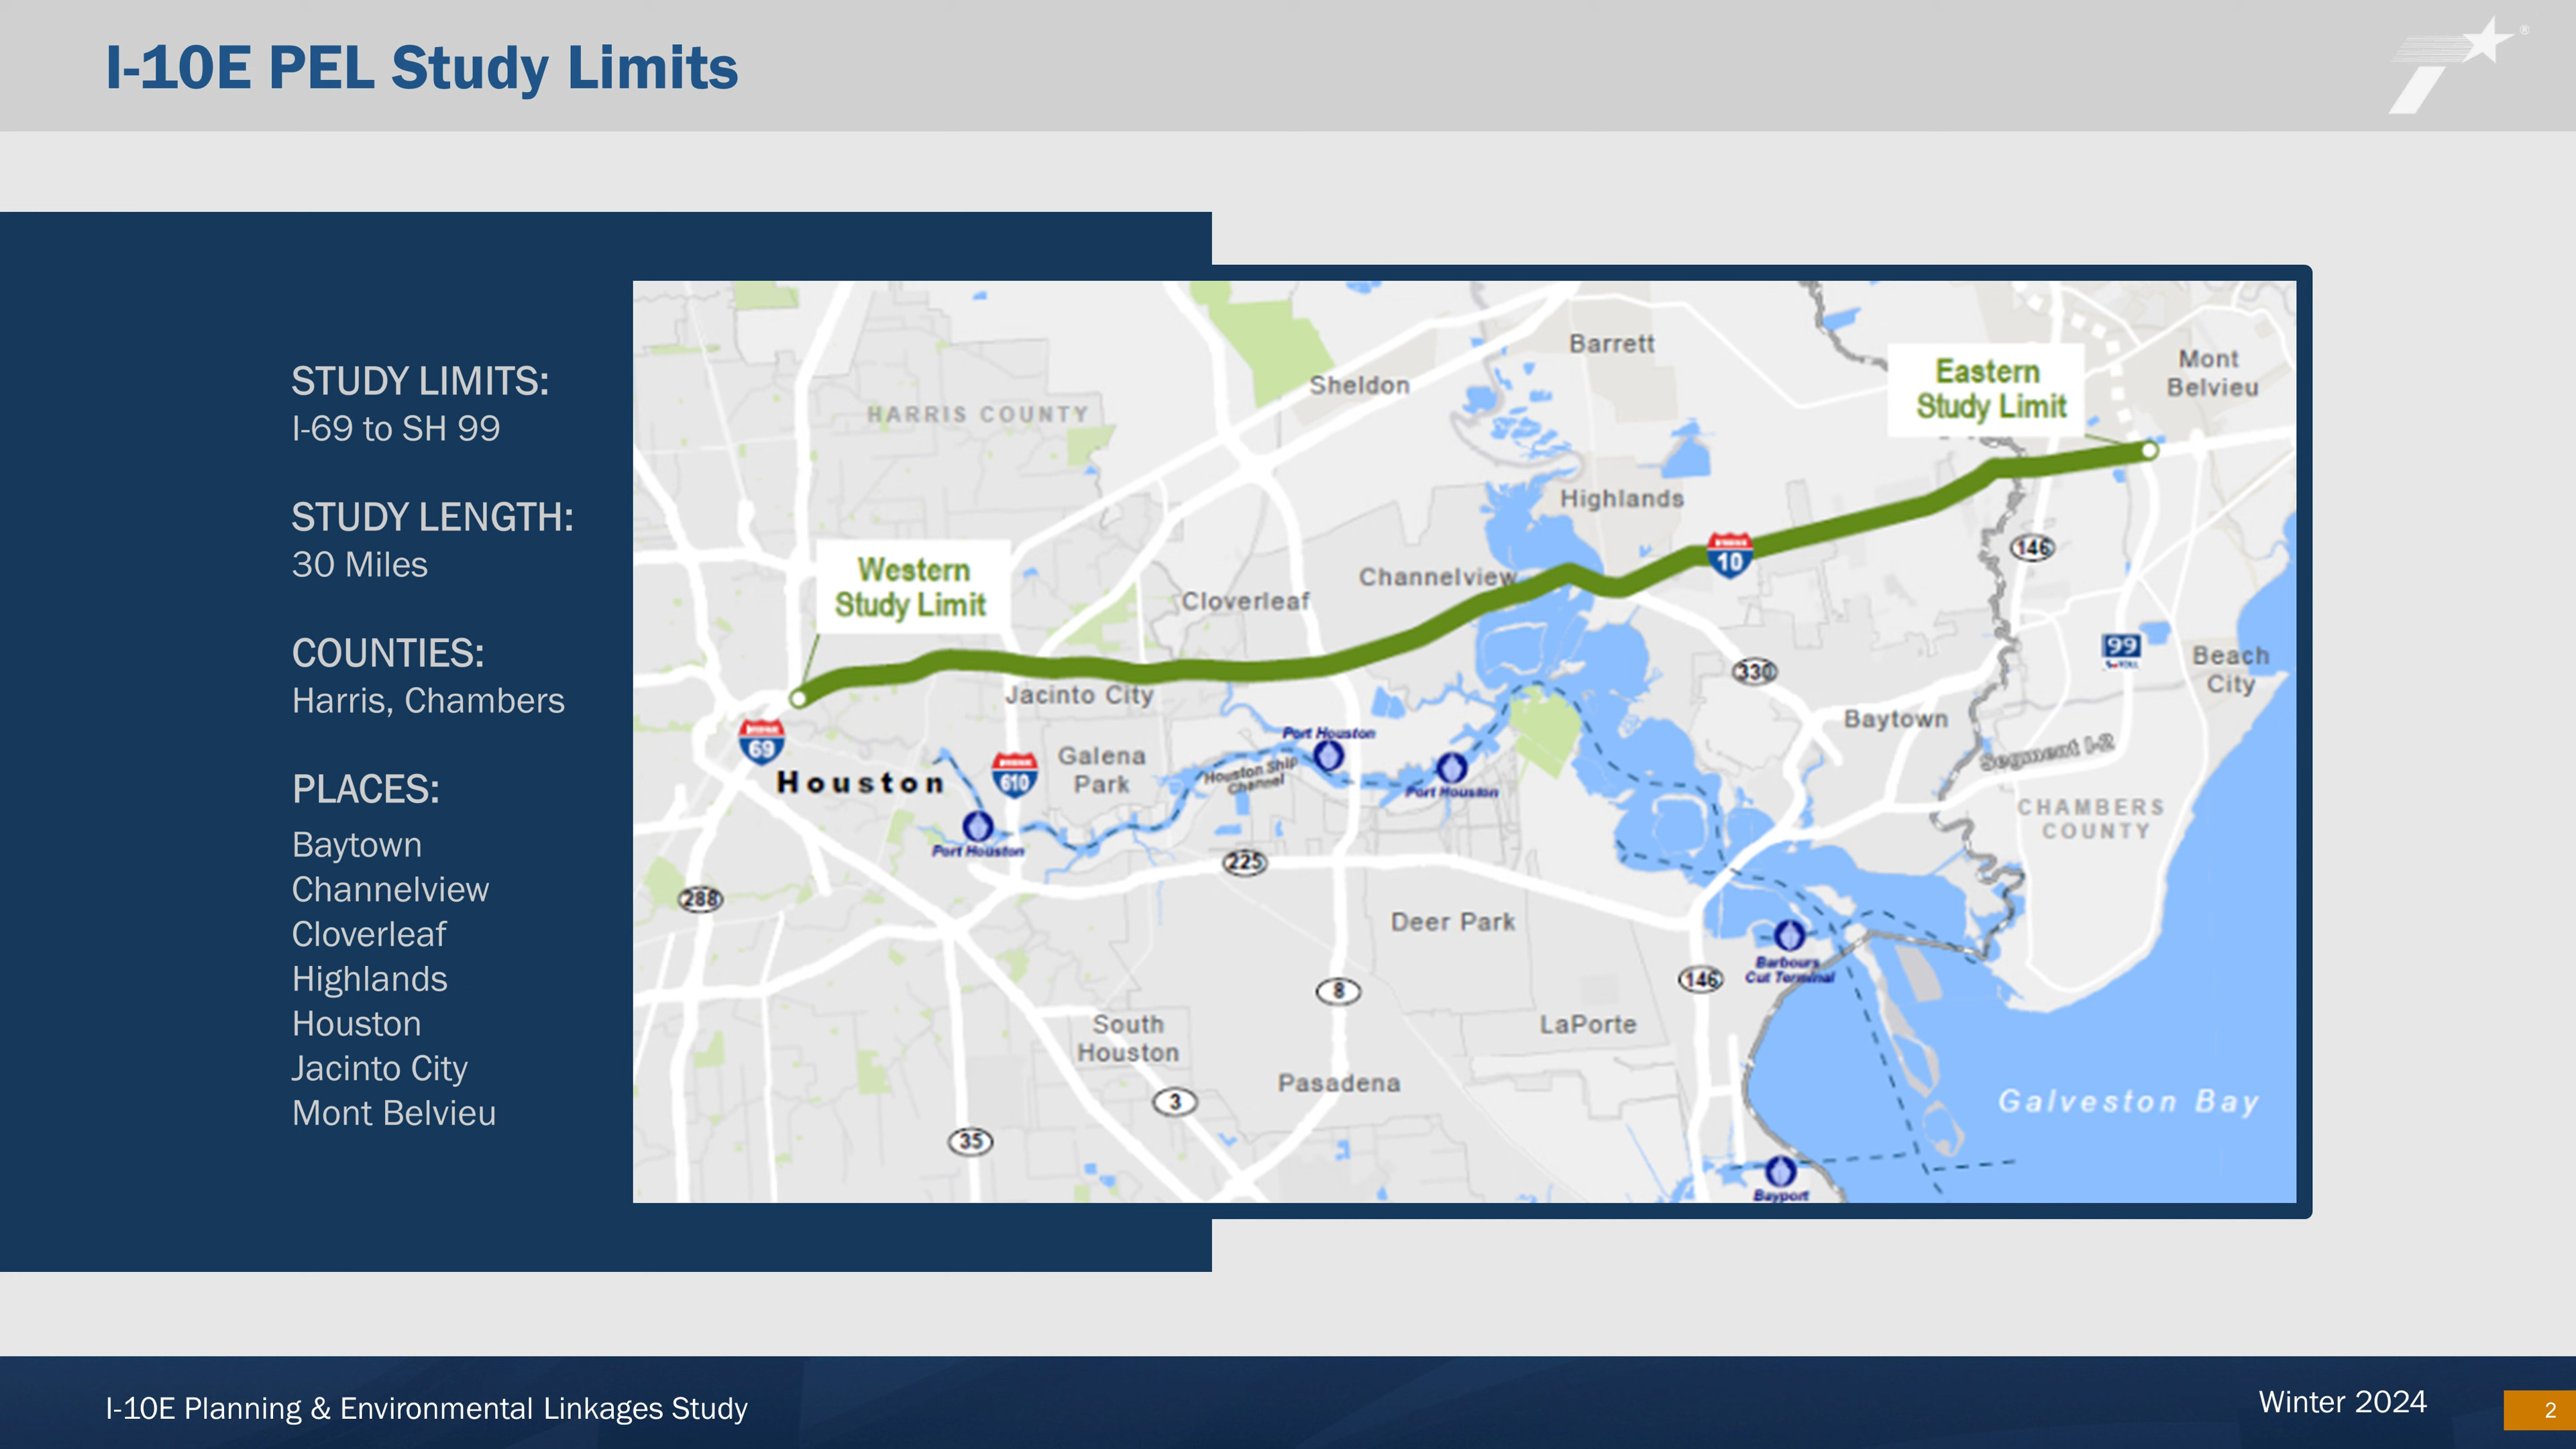 I-10E PEL Study Limits
®
STUDY LIMITS:
I-69 to SH 99
STUDY LENGTH:
30 Miles
COUNTIES:
Harris, Chambers
PLACES:
Baytown
Channelview
Cloverleaf
Highlands
Houston
Jacinto City
Mont Belvieu
Barrett
Sheldon
HARRIS COUNTY
Eastern
Study Limit
Mont
Belvieu
Highlands
Western
Study Limit
Channelview
10
146
Cloverleaf
99
Beach
City
330
Jacinto City
Baytown
69
Houston
610
Galena
Park
Port Houston
Houston Ship
Channel
Port Houston
Segment I-2
CHAMBERS
COUNTY
Port Houston
225
288
Deer Park
Barbours
Cut Terminal
146
8
South
Houston
LaPorte
Pasadena
3
Galveston Bay
35
Bayport
I-10E Planning & Environmental Linkages Study
Winter 2024
2